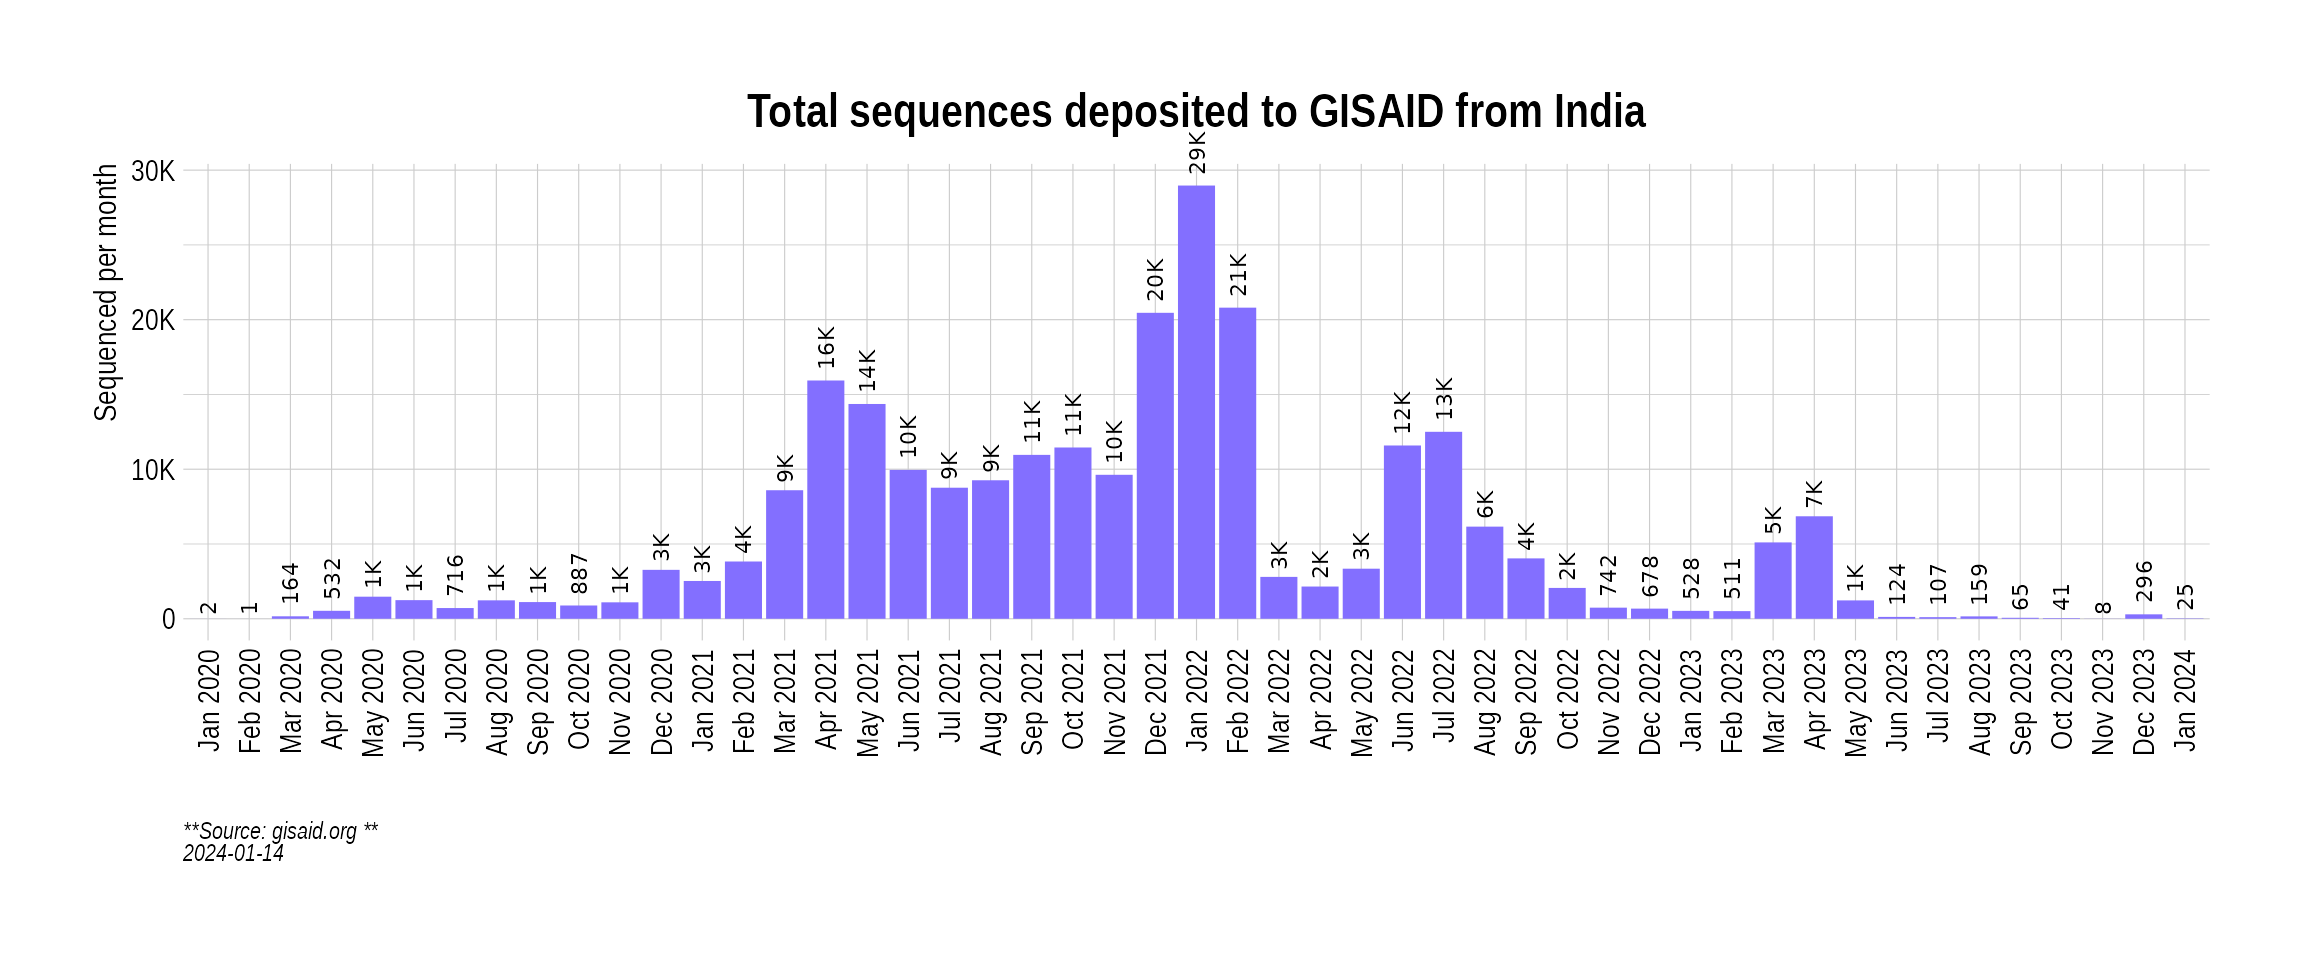 Total sequences deposited to GISAID from India
Sequenced per month
30K
20K
10K
0
2
1
164
532
1K
1K
716
1K
1K
887
1K
3K
3K
4K
9K
16K
14K
10K
9K
9K
11K
11K
10K
20K
29K
21K
3K
2K
3K
12K
13K
6K
4K
2K
742
678
528
511
5K
7K
1K
124
107
159
65
41
8
296
25
Jan 2020
Feb 2020
Mar 2020
Apr 2020
May 2020
Jun 2020
Jul 2020
Aug 2020
Sep 2020
Oct 2020
Nov 2020
Dec 2020
Jan 2021
Feb 2021
Mar 2021
Apr 2021
May 2021
Jun 2021
Jul 2021
Aug 2021
Sep 2021
Oct 2021
Nov 2021
Dec 2021
Jan 2022
Feb 2022
Mar 2022
Apr 2022
May 2022
Jun 2022
Jul 2022
Aug 2022
Sep 2022
Oct 2022
Nov 2022
Dec 2022
Jan 2023
Feb 2023
Mar 2023
Apr 2023
May 2023
Jun 2023
Jul 2023
Aug 2023
Sep 2023
Oct 2023
Nov 2023
Dec 2023
Jan 2024
**Source: gisaid.org **
2024-01-14